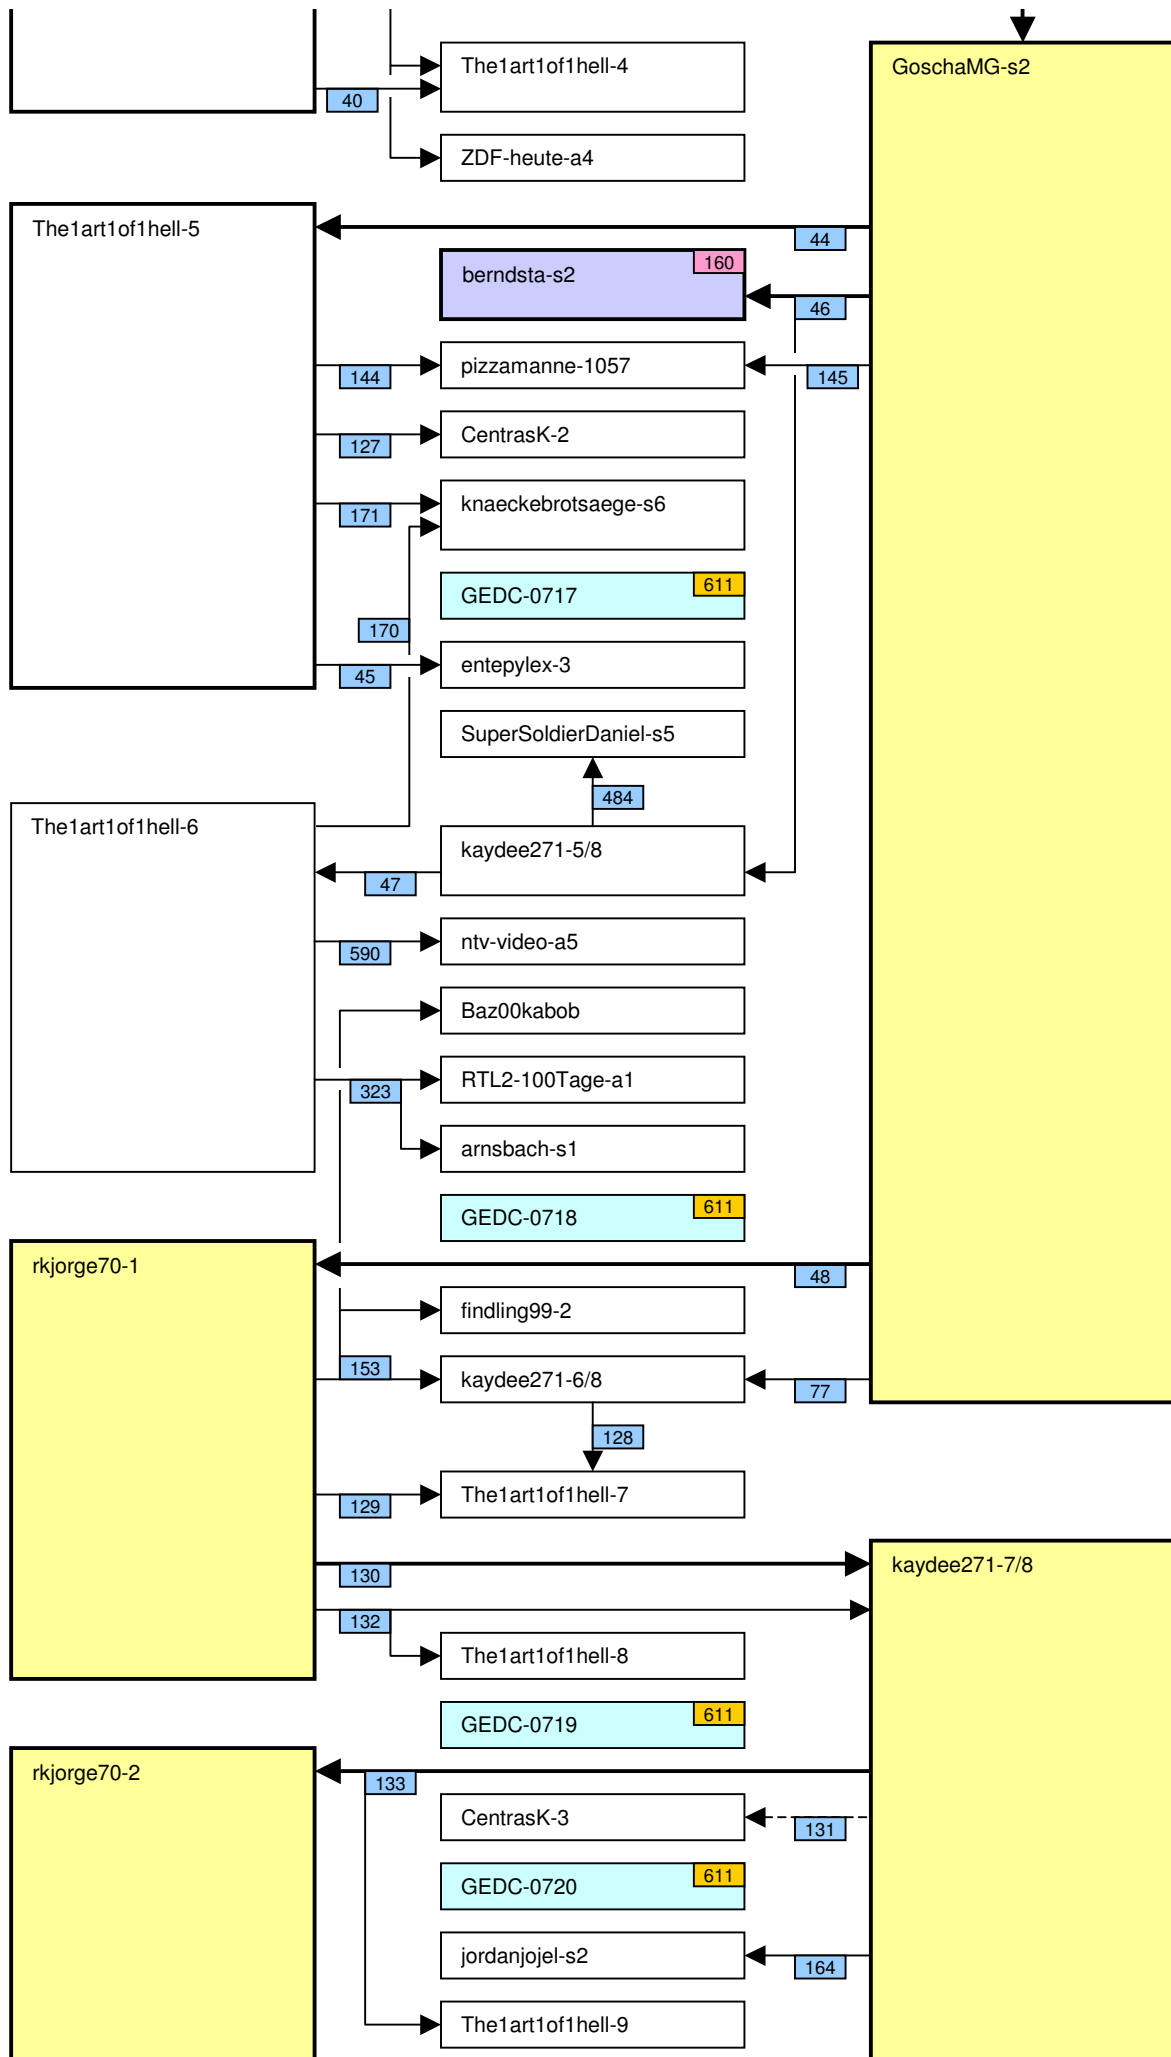 The1art1of1hell-4
GoschaMG-s2
40
ZDF-heute-a4
The1art1of1hell-5
44
berndsta-s2
160
46
pizzamanne-1057
144
145
CentrasK-2
127
knaeckebrotsaege-s6
171
GEDC-0717
611
170
entepylex-3
45
SuperSoldierDaniel-s5
484
The1art1of1hell-6
kaydee271-5/8
47
ntv-video-a5
590
Baz00kabob
RTL2-100Tage-a1
323
arnsbach-s1
GEDC-0718
611
rkjorge70-1
48
findling99-2
153
kaydee271-6/8
77
128
The1art1of1hell-7
129
130
kaydee271-7/8
132
The1art1of1hell-8
GEDC-0719
611
rkjorge70-2
133
CentrasK-3
131
GEDC-0720
611
jordanjojel-s2
164
The1art1of1hell-9